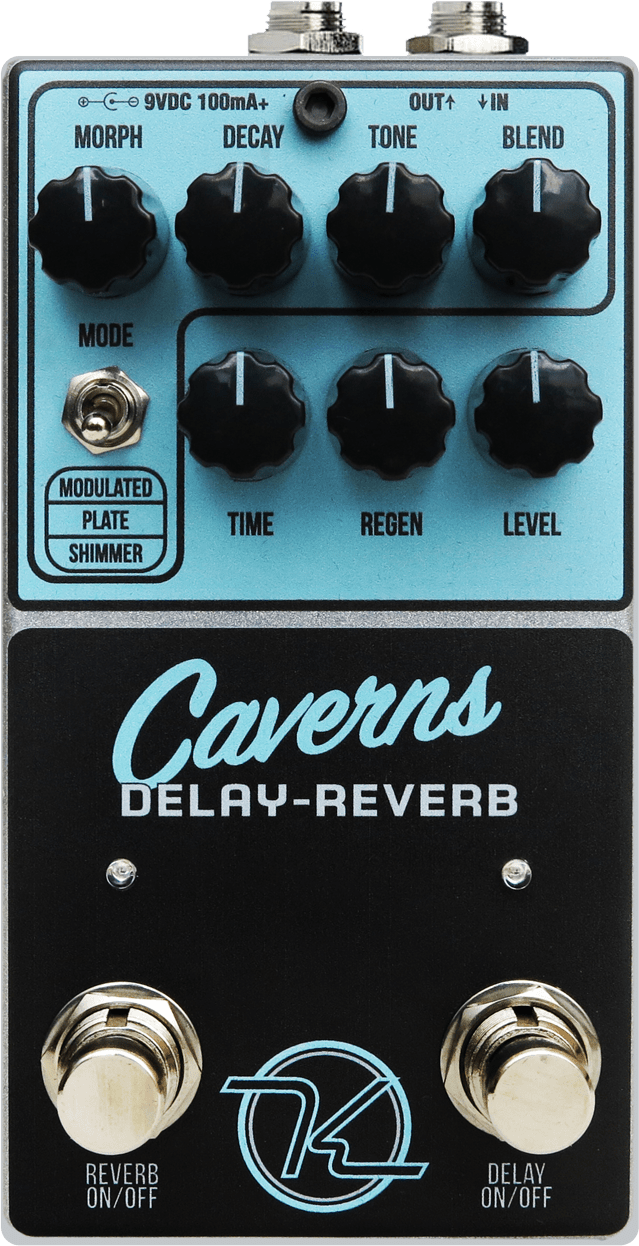 9VDC 100mA+ OUT↑ ↓IN
MORPH DECAY TONE BLEND
MODE
MODULATED
PLATE
SHIMMER
TIME REGEN LEVEL
Caverns
DELAY-REVERB
K
REVERB
ON/OFF
DELAY
ON/OFF